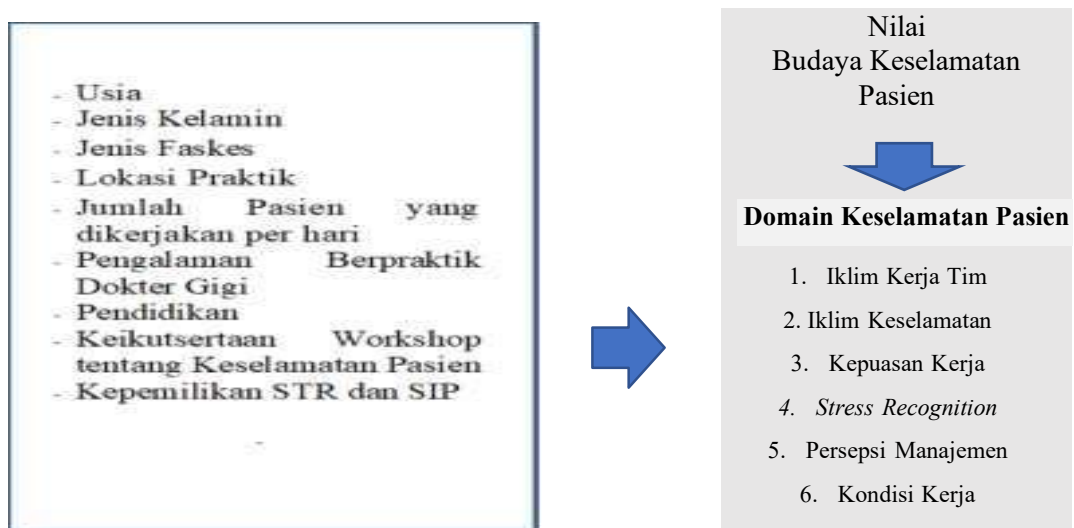 - Usia
- Jenis Kelamin
- Jenis Faskes
- Lokasi Praktik
- Jumlah Pasien yang
dikerjakan per hari
- Pengalaman Berpraktik
Dokter Gigi
- Pendidikan
- Keikutsertaan Workshop
tentang Keselamatan Pasien
- Kepemilikan STR dan SIP
-
Nilai
Budaya Keselamatan
Pasien
Domain Keselamatan Pasien
1. Iklim Kerja Tim
2. Iklim Keselamatan
3. Kepuasan Kerja
4. Stress Recognition
5. Persepsi Manajemen
6. Kondisi Kerja